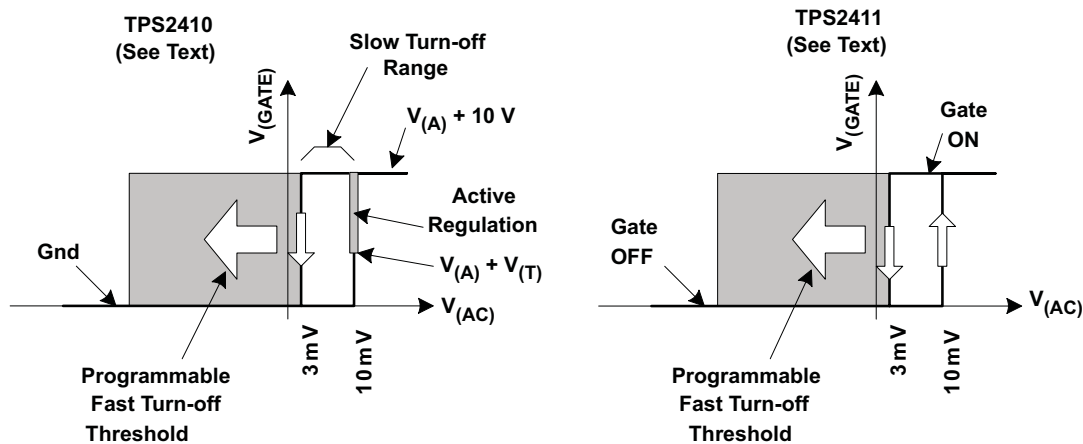 TPS2410
(See Text)
Slow Turn-off
Range
V(GATE)
V(A) + 10 V
Active
Regulation
Gnd
V(A) + V(T)
V(AC)
3 mV
10 mV
Programmable
Fast Turn-off
Threshold
TPS2411
(See Text)
V(GATE)
Gate
ON
Gate
OFF
V(AC)
3 mV
10 mV
Programmable
Fast Turn-off
Threshold